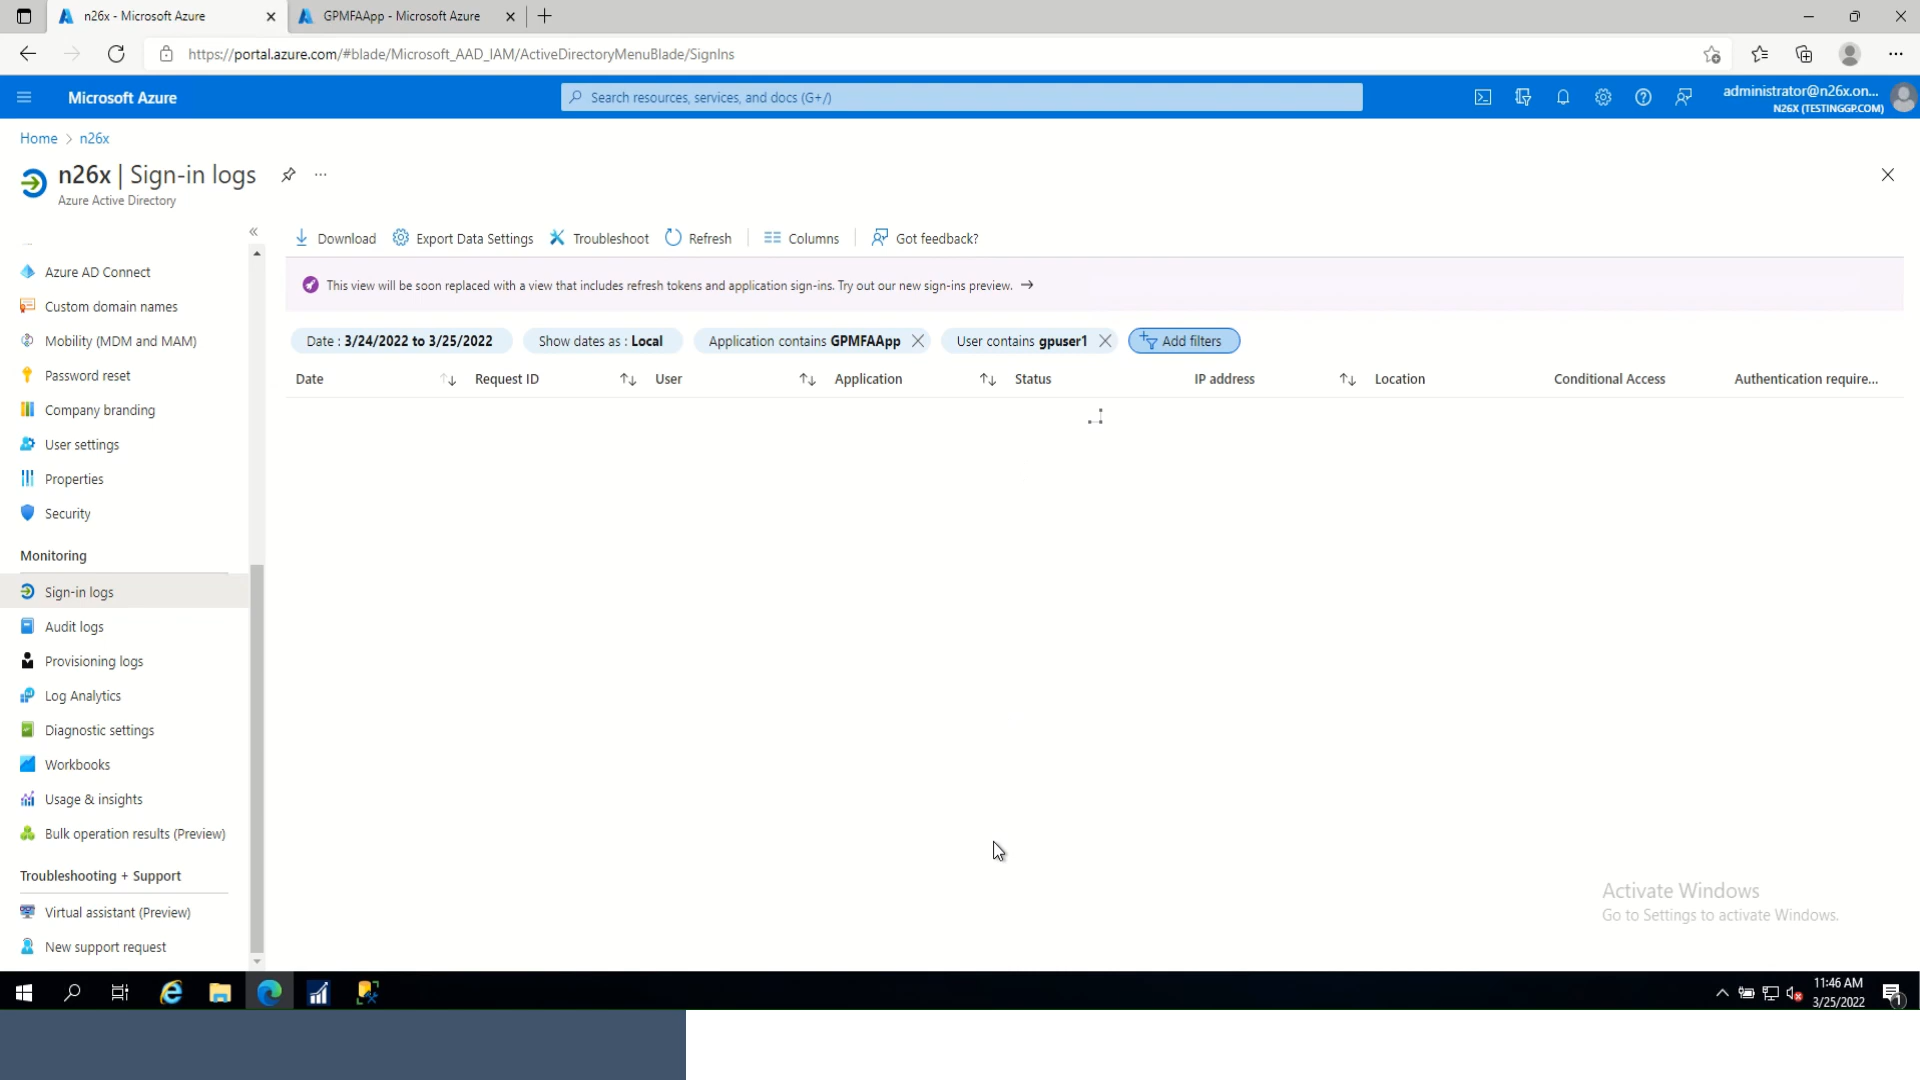 n26x - Microsoft Azure
GPMFAApp - Microsoft Azure
https://portal.azure.com/#blade/Microsoft_AAD_IAM/ActiveDirectoryMenuBlade/SignIns
Microsoft Azure
Search resources, services, and docs (G+/)
administrator@n26x.on...
N26X (TESTINGGP.COM)
Home > n26x
n26x | Sign-in logs
Azure Active Directory
Download
Export Data Settings
Troubleshoot
Refresh
Columns
Got feedback?
This view will be soon replaced with a view that includes refresh tokens and application sign-ins. Try out our new sign-ins preview. →
Date : 3/24/2022 to 3/25/2022
Show dates as : Local
Application contains GPMFAApp
User contains gpuser1
Add filters
Date
Request ID
User
Application
Status
IP address
Location
Conditional Access
Authentication require...
Azure AD Connect
Custom domain names
Mobility (MDM and MAM)
Password reset
Company branding
User settings
Properties
Security
Monitoring
Sign-in logs
Audit logs
Provisioning logs
Log Analytics
Diagnostic settings
Workbooks
Usage & insights
Bulk operation results (Preview)
Troubleshooting + Support
Virtual assistant (Preview)
New support request
Activate Windows
Go to Settings to activate Windows.
11:46 AM
3/25/2022
1